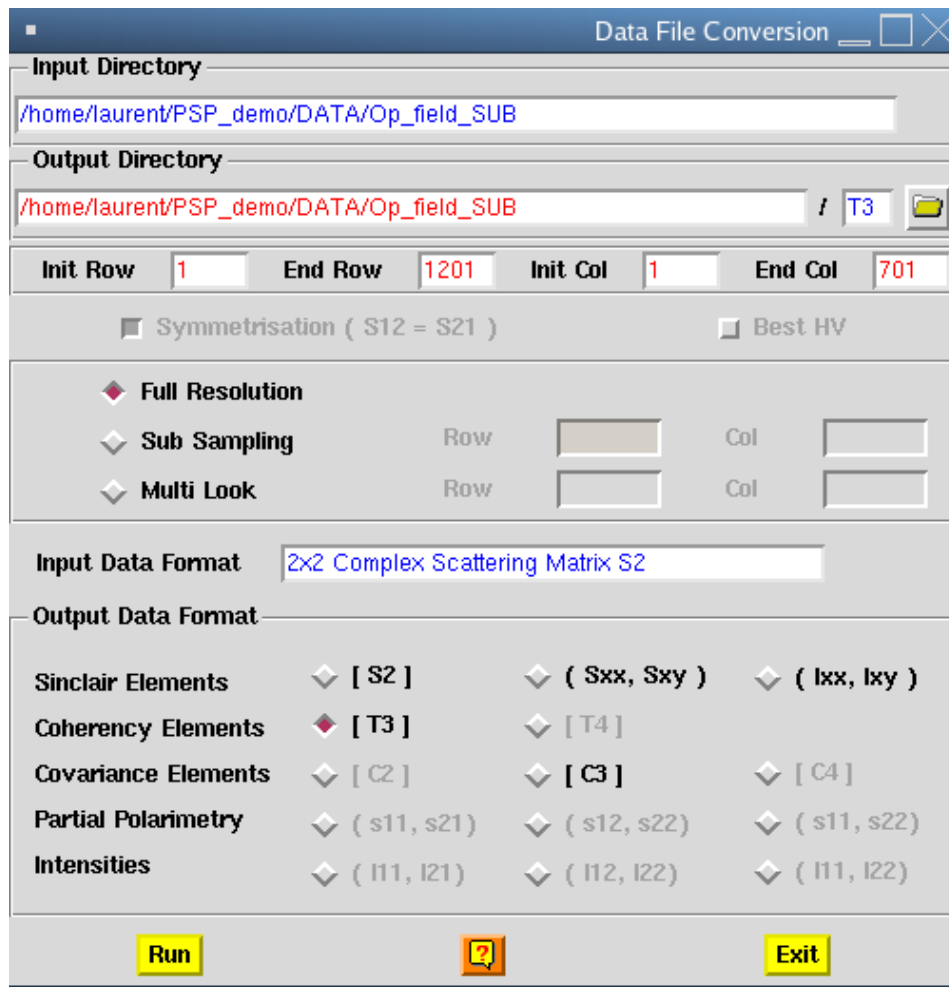 Data File Conversion
Input Directory
/home/laurent/PSP_demo/DATA/Op_field_SUB
Output Directory
/home/laurent/PSP_demo/DATA/Op_field_SUB / T3
Init Row 1 End Row 1201 Init Col 1 End Col 701
Symmetrisation ( S12 = S21 ) Best HV
Full Resolution
Sub Sampling Row Col
Multi Look Row Col
Input Data Format 2x2 Complex Scattering Matrix S2
Output Data Format
Sinclair Elements [ S2 ] ( Sxx, Sxy ) ( Ixx, Ixy )
Coherency Elements [ T3 ] [ T4 ]
Covariance Elements [ C2 ] [ C3 ] [ C4 ]
Partial Polarimetry ( s11, s21) ( s12, s22) ( s11, s22)
Intensities ( I11, I21) ( I12, I22) ( I11, I22)
Run ? Exit